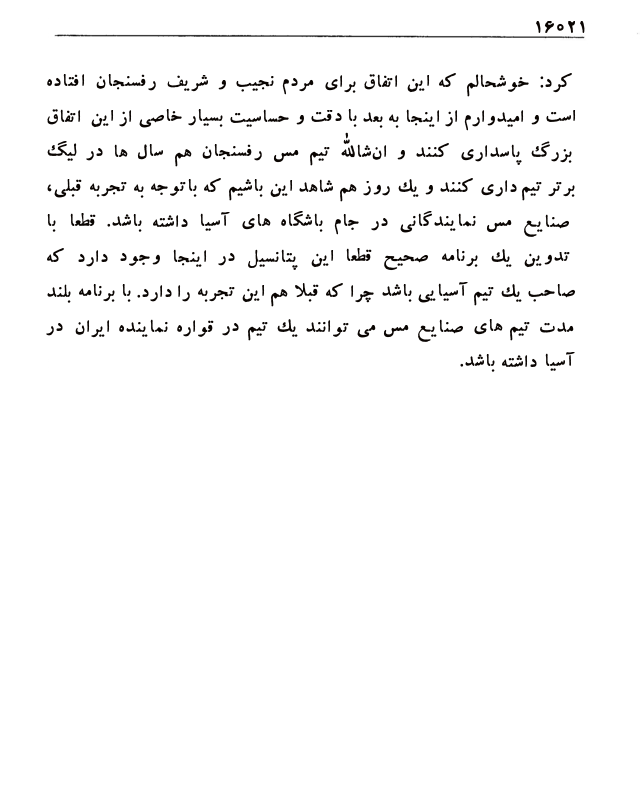 ۱۶۰۲۱
کرد: خوشحالم که این اتفاق برای مردم نجیب و شریف رفسنجان افتاده
است و امیدوارم از اینجا به بعد با دقت و حساسیت بسیار خاصی از این اتفاق
بزرگ پاسداری کنند و ان‌شالله تیم مس رفسنجان هم سال ها در لیگ
برتر تیم داری کنند و یك روز هم شاهد این باشیم که با توجه به تجربه قبلی،
صنایع مس نمایندگانی در جام باشگاه های آسیا داشته باشد. قطعا با
تدوین یك برنامه صحیح قطعا این پتانسیل در اینجا وجود دارد که
صاحب یك تیم آسیایی باشد چرا که قبلا هم این تجربه را دارد. با برنامه بلند
مدت تیم های صنایع مس می توانند یك تیم در قواره نماینده ایران در
آسیا داشته باشد.